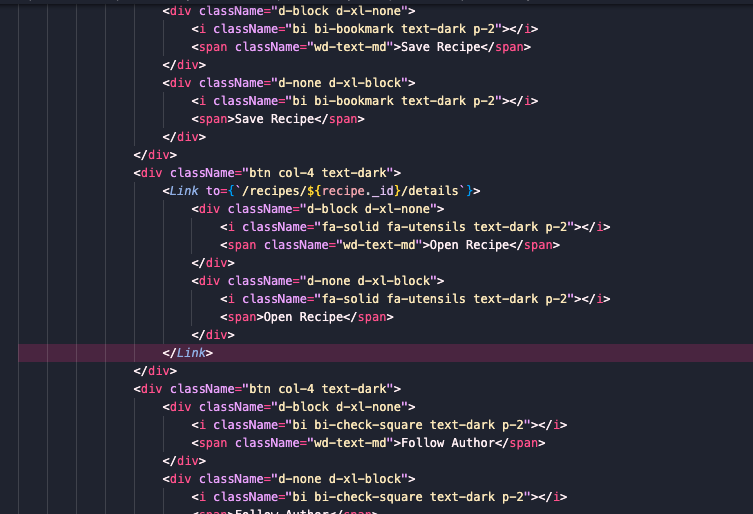 <div className="d-block d-xl-none">
<i className="bi bi-bookmark text-dark p-2"></i>
<span className="wd-text-md">Save Recipe</span>
</div>
<div className="d-none d-xl-block">
<i className="bi bi-bookmark text-dark p-2"></i>
<span>Save Recipe</span>
</div>
</div>
<div className="btn col-4 text-dark">
<Link to={`/recipes/${recipe._id}/details`}>
<div className="d-block d-xl-none">
<i className="fa-solid fa-utensils text-dark p-2"></i>
<span className="wd-text-md">Open Recipe</span>
</div>
<div className="d-none d-xl-block">
<i className="fa-solid fa-utensils text-dark p-2"></i>
<span>Open Recipe</span>
</div>
</Link>
</div>
<div className="btn col-4 text-dark">
<div className="d-block d-xl-none">
<i className="bi bi-check-square text-dark p-2"></i>
<span className="wd-text-md">Follow Author</span>
</div>
<div className="d-none d-xl-block">
<i className="bi bi-check-square text-dark p-2"></i>
<span>Follow Author</span>